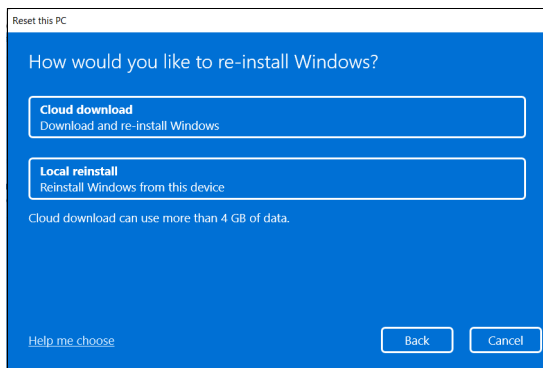 Reset this PC
How would you like to re-install Windows?
Cloud download
Download and re-install Windows
Local reinstall
Reinstall Windows from this device
Cloud download can use more than 4 GB of data.
Help me choose
Back
Cancel